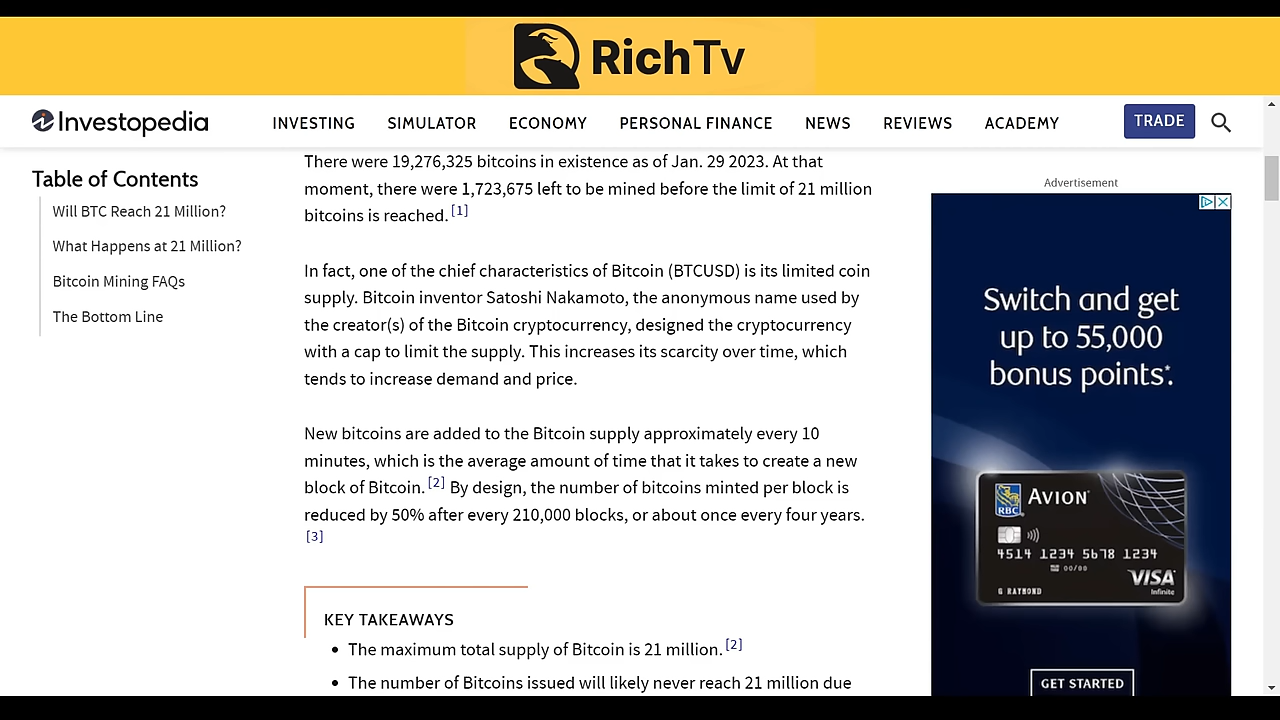 RichTv
Investopedia
INVESTING SIMULATOR ECONOMY PERSONAL FINANCE NEWS REVIEWS ACADEMY TRADE
Table of Contents
Will BTC Reach 21 Million?
What Happens at 21 Million?
Bitcoin Mining FAQs
The Bottom Line
There were 19,276,325 bitcoins in existence as of Jan. 29 2023. At that
moment, there were 1,723,675 left to be mined before the limit of 21 million
bitcoins is reached.[1]
In fact, one of the chief characteristics of Bitcoin (BTCUSD) is its limited coin
supply. Bitcoin inventor Satoshi Nakamoto, the anonymous name used by
the creator(s) of the Bitcoin cryptocurrency, designed the cryptocurrency
with a cap to limit the supply. This increases its scarcity over time, which
tends to increase demand and price.
New bitcoins are added to the Bitcoin supply approximately every 10
minutes, which is the average amount of time that it takes to create a new
block of Bitcoin.[2] By design, the number of bitcoins minted per block is
reduced by 50% after every 210,000 blocks, or about once every four years.
[3]
KEY TAKEAWAYS
• The maximum total supply of Bitcoin is 21 million.[2]
• The number of Bitcoins issued will likely never reach 21 million due
Advertisement
Switch and get
up to 55,000
bonus points*.
RBC AVION
4514 1234 5678 1234
00/00
G RAYMOND
VISA
Infinite
GET STARTED